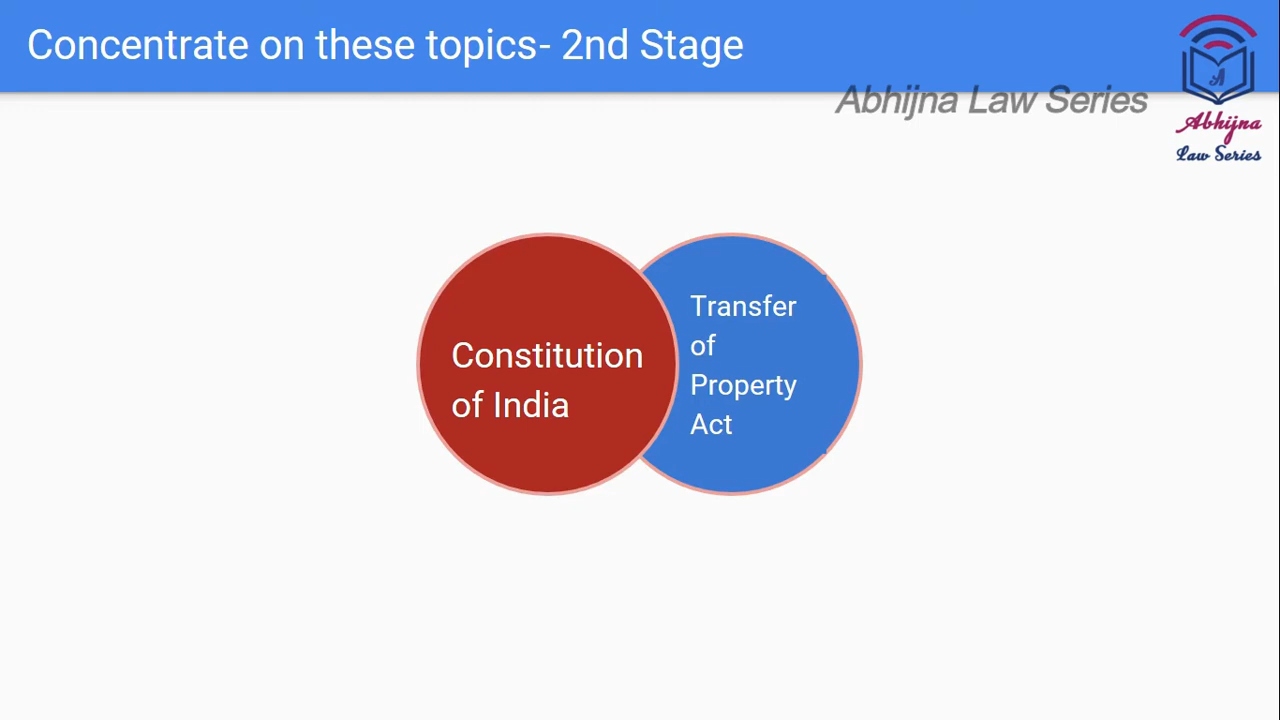 Concentrate on these topics- 2nd Stage
Abhijna Law Series
A
Abhijna
Law Series
Constitution
of India
Transfer
of
Property
Act